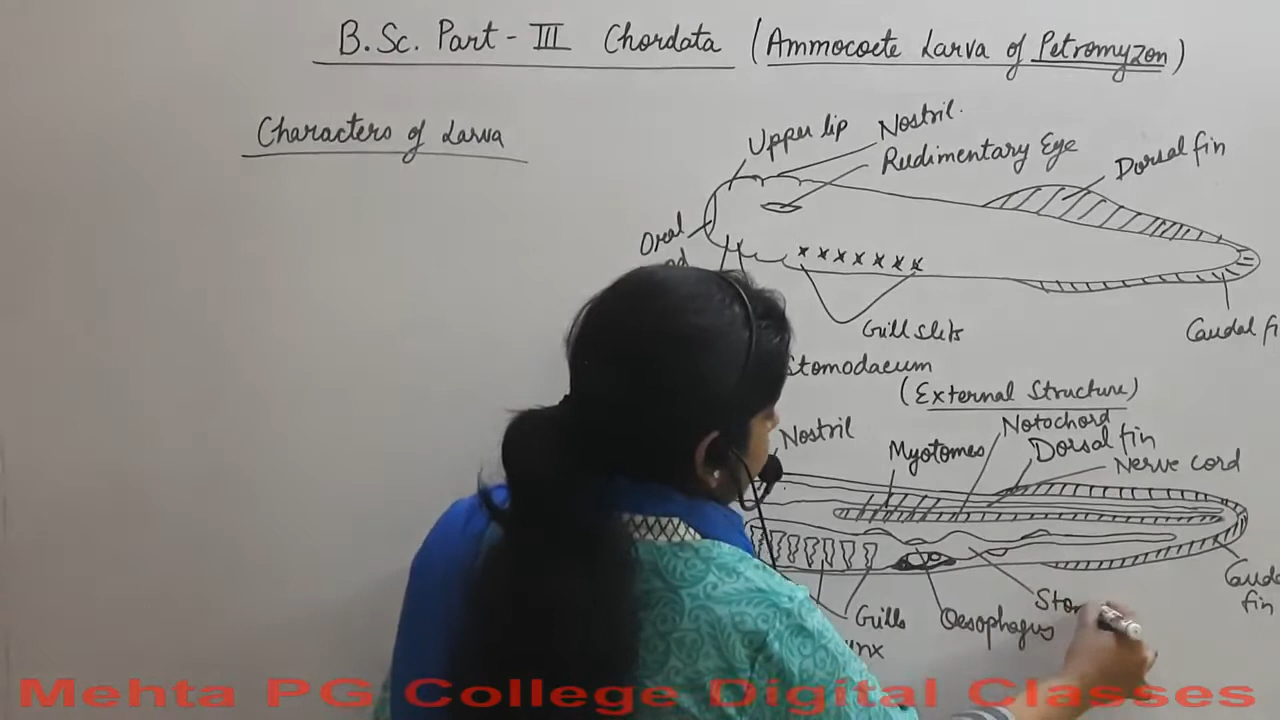 B.Sc. Part - III Chordata (Ammocoete Larva of Petromyzon)
Characters of Larva
Upper lip
Nostril.
Rudimentary Eye
Dorsal fin
Oral
Gill slits
Caudal fi
Stomodaeum
(External Structure)
Nostril
Myotomes
Notochord
Dorsal fin
Nerve cord
Cauda
fin
Gills
Oesophagus
Sto
Mehta PG College Digital Classes